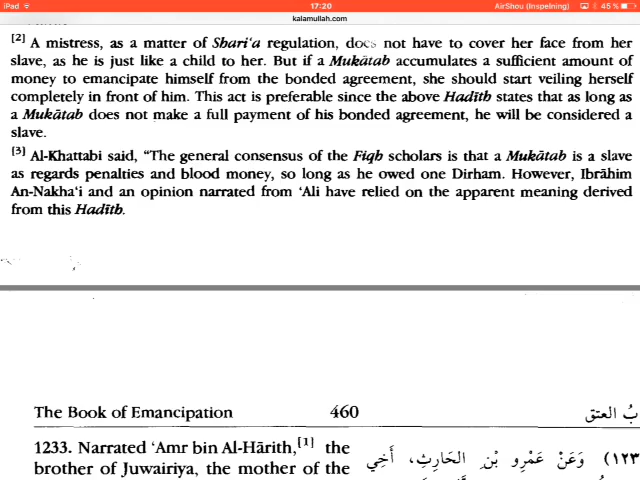 iPad 17:20 AirShou (Inspelning) 45 %
kalamullah.com
[2] A mistress, as a matter of Shari'a regulation, does not have to cover her face from her
slave, as he is just like a child to her. But if a Mukātab accumulates a sufficient amount of
money to emancipate himself from the bonded agreement, she should start veiling herself
completely in front of him. This act is preferable since the above Hadīth states that as long as
a Mukātab does not make a full payment of his bonded agreement, he will be considered a
slave.
[3] Al-Khattabi said, "The general consensus of the Fiqh scholars is that a Mukātab is a slave
as regards penalties and blood money, so long as he owed one Dirham. However, Ibrāhim
An-Nakha'i and an opinion narrated from 'Ali have relied on the apparent meaning derived
from this Hadīth.
The Book of Emancipation 460 بُ العتق
1233. Narrated 'Amr bin Al-Hārith,[1] the
brother of Juwairiya, the mother of the
١٢٣) وَعَنْ عَمْرِو بْنِ الحَارِثِ، أَخِي